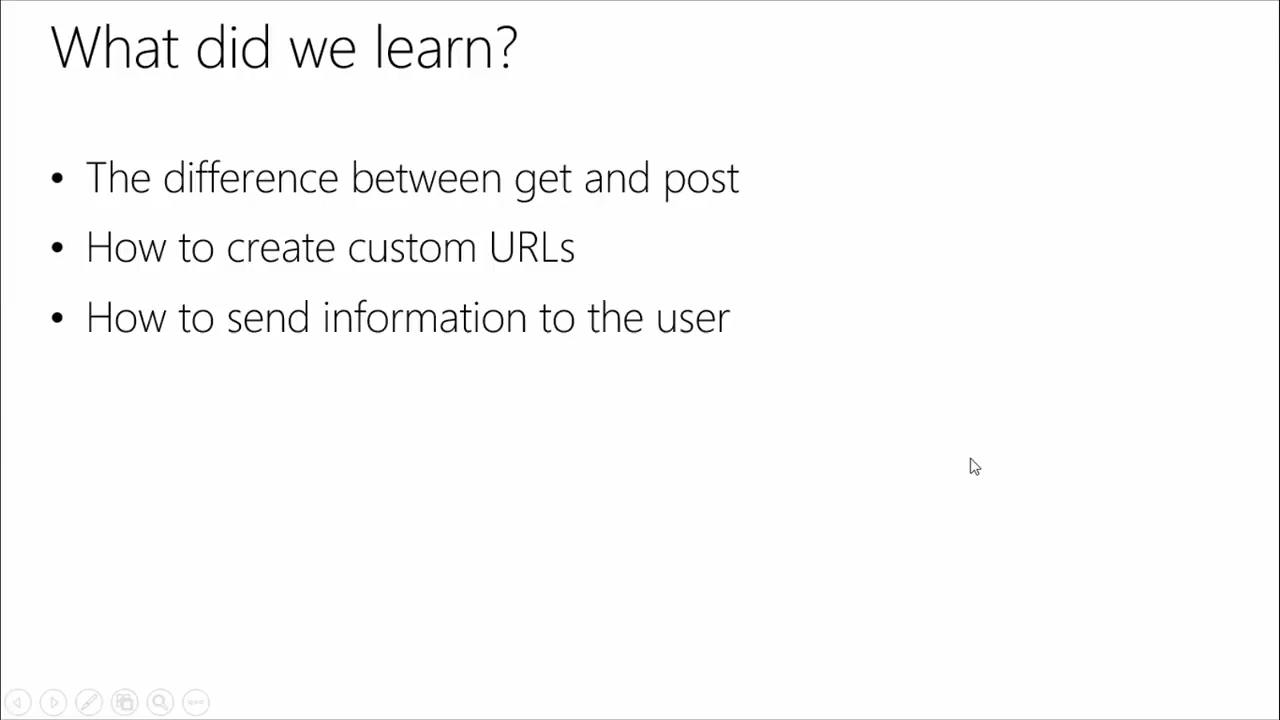 What did we learn?
• The difference between get and post
• How to create custom URLs
• How to send information to the user